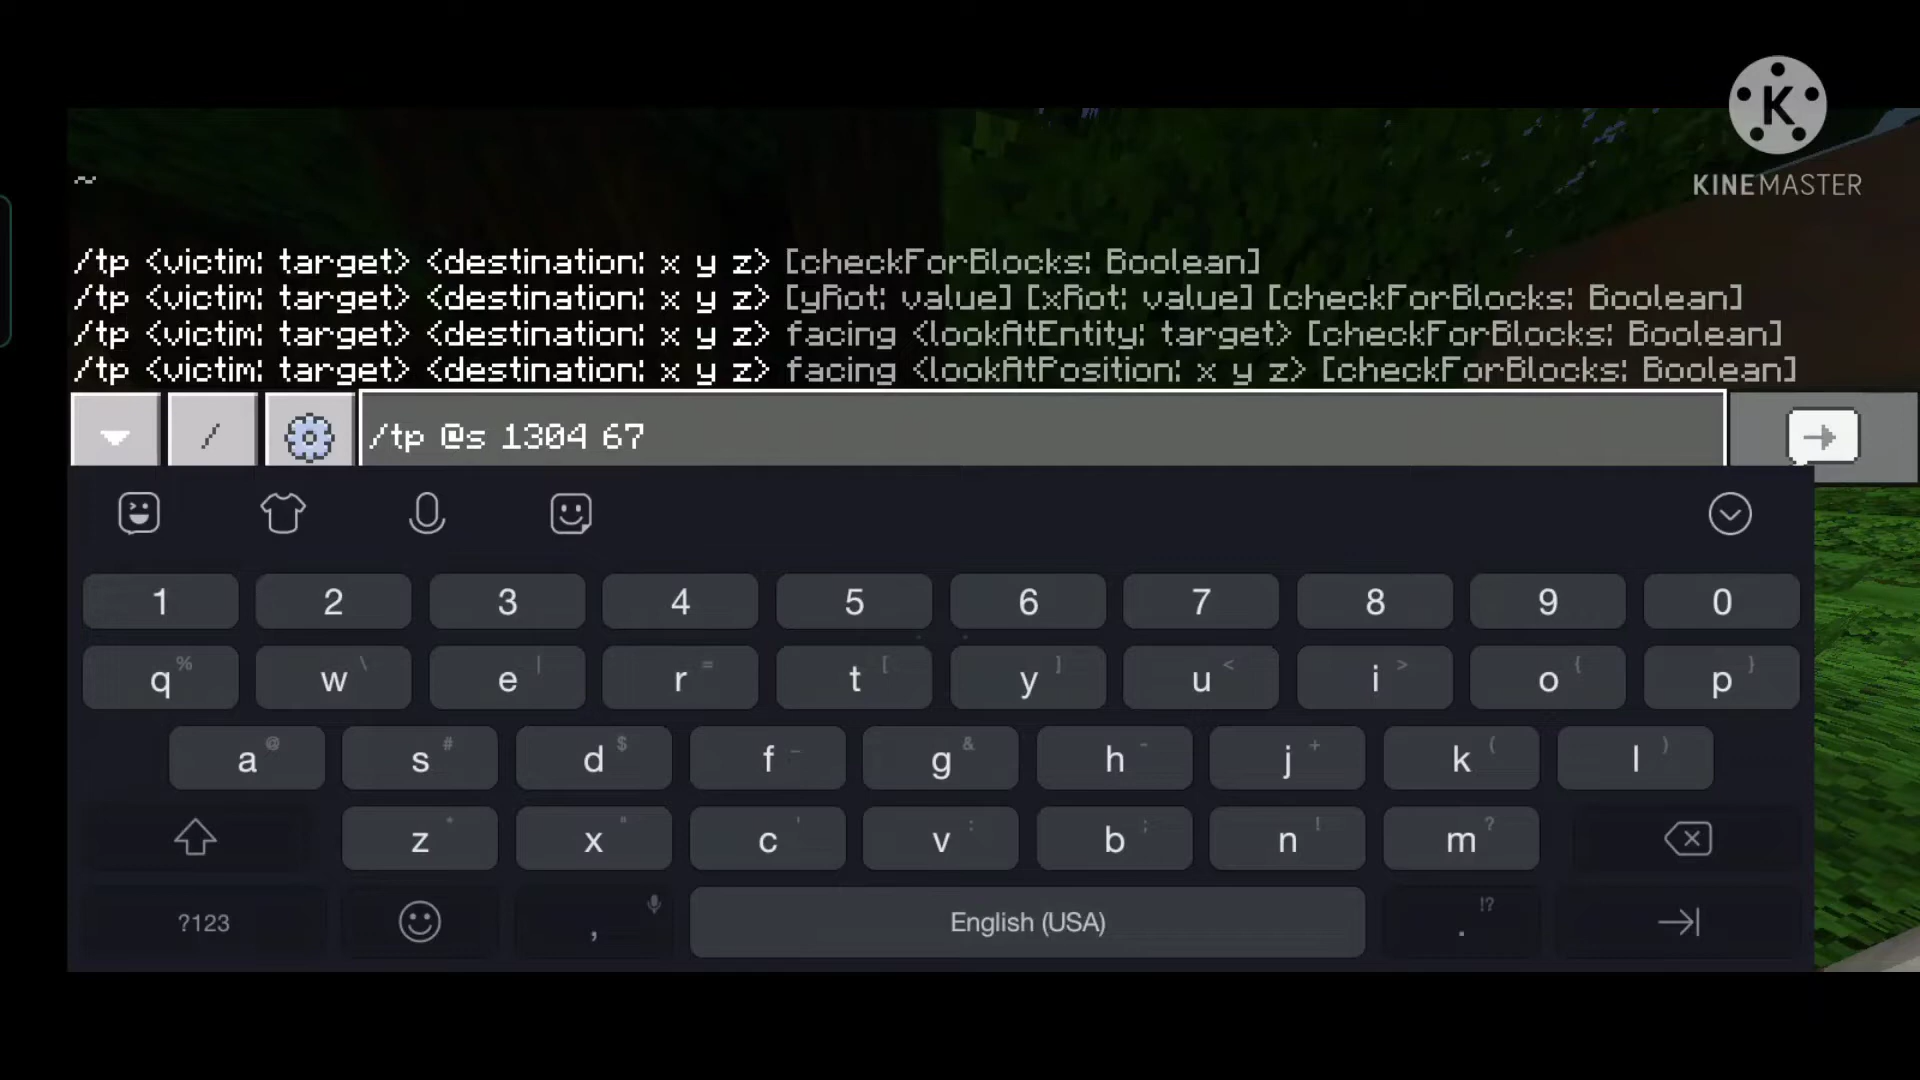 K
KINEMASTER
~
/tp <victim: target> <destination: x y z> [checkForBlocks: Boolean]
/tp <victim: target> <destination: x y z> [yRot: value] [xRot: value] [checkForBlocks: Boolean]
/tp <victim: target> <destination: x y z> facing <lookAtEntity: target> [checkForBlocks: Boolean]
/tp <victim: target> <destination: x y z> facing <lookAtPosition: x y z> [checkForBlocks: Boolean]
/ /tp @s 1304 67
1 2 3 4 5 6 7 8 9 0
q % w \ e | r = t [ y ] u < i > o { p }
a @ s # d $ f _ g & h - j + k ( l )
z * x " c ' v : b ; n ! m ?
?123 , English (USA) . !?